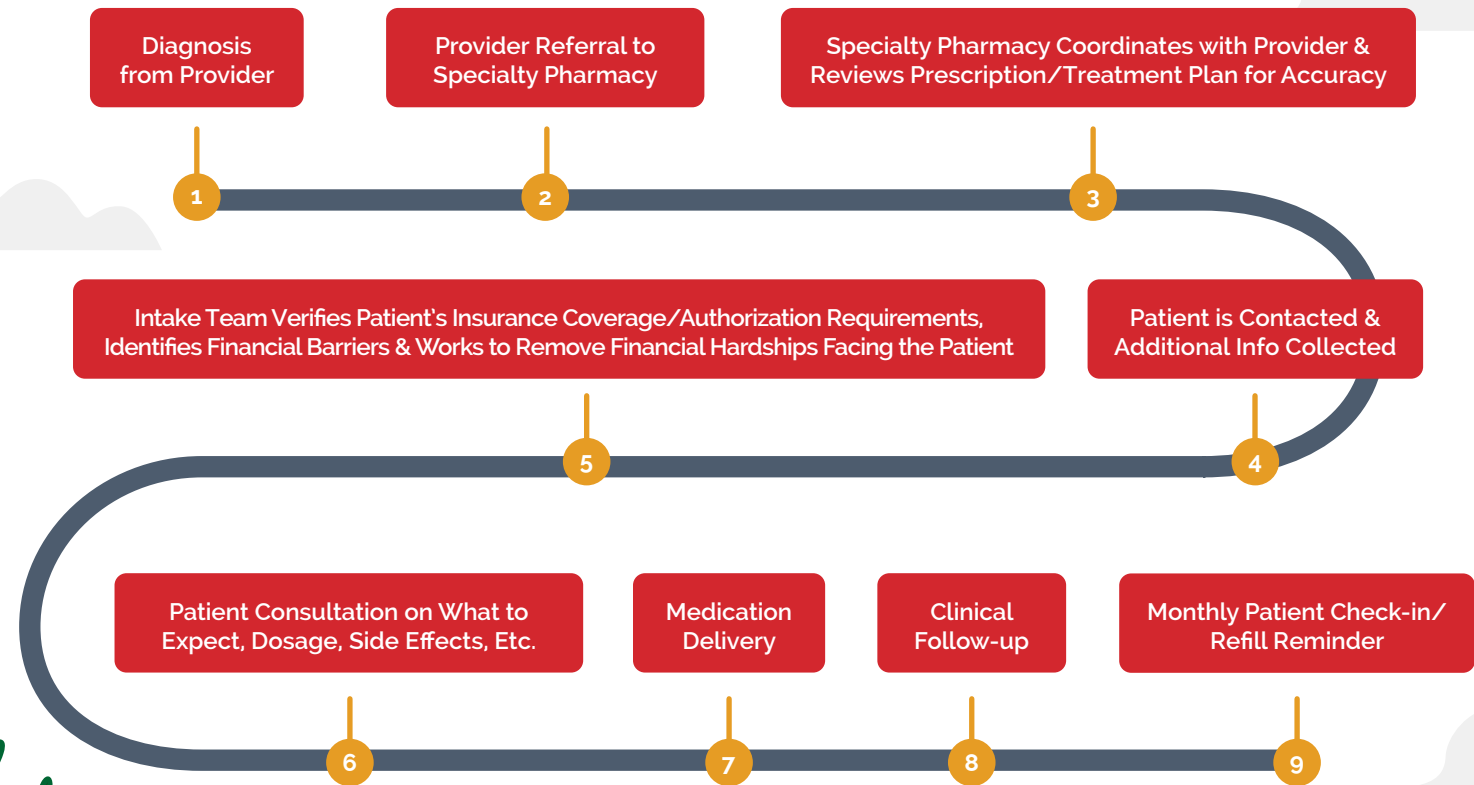 Diagnosis
from Provider
Provider Referral to
Specialty Pharmacy
Specialty Pharmacy Coordinates with Provider &
Reviews Prescription/Treatment Plan for Accuracy
1
2
3
Patient is Contacted &
Additional Info Collected
4
Intake Team Verifies Patient's Insurance Coverage/Authorization Requirements,
Identifies Financial Barriers & Works to Remove Financial Hardships Facing the Patient
5
Patient Consultation on What to
Expect, Dosage, Side Effects, Etc.
6
Medication
Delivery
7
Clinical
Follow-up
8
Monthly Patient Check-in/
Refill Reminder
9